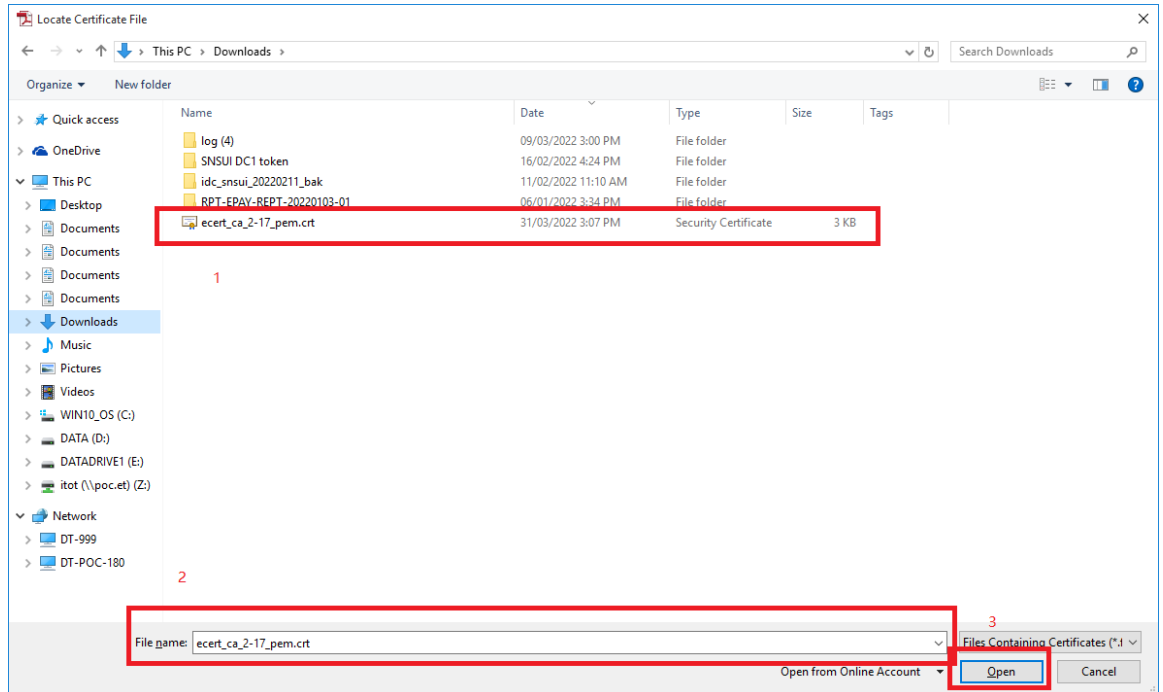 Locate Certificate File
This PC > Downloads >
Search Downloads
Organize
New folder
Name Date Type Size Tags
log (4) 09/03/2022 3:00 PM File folder
SNSUI DC1 token 16/02/2022 4:24 PM File folder
idc_snsui_20220211_bak 11/02/2022 11:10 AM File folder
RPT-EPAY-REPT-20220103-01 06/01/2022 3:34 PM File folder
ecert_ca_2-17_pem.crt 31/03/2022 3:07 PM Security Certificate 3 KB
1
Quick access
OneDrive
This PC
Desktop
Documents
Documents
Documents
Documents
Downloads
Music
Pictures
Videos
WIN10_OS (C:)
DATA (D:)
DATADRIVE1 (E:)
itot (\\poc.et) (Z:)
Network
DT-999
DT-POC-180
2
3
File name: ecert_ca_2-17_pem.crt
Files Containing Certificates (*.f
Open from Online Account
Open
Cancel